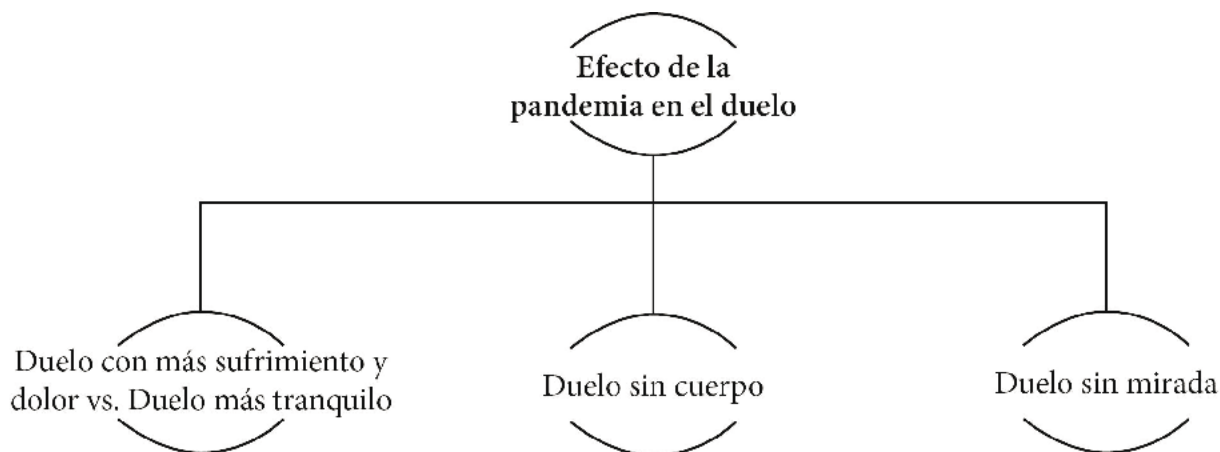 Efecto de la
pandemia en el duelo
Duelo con más sufrimiento y
dolor vs. Duelo más tranquilo
Duelo sin cuerpo
Duelo sin mirada